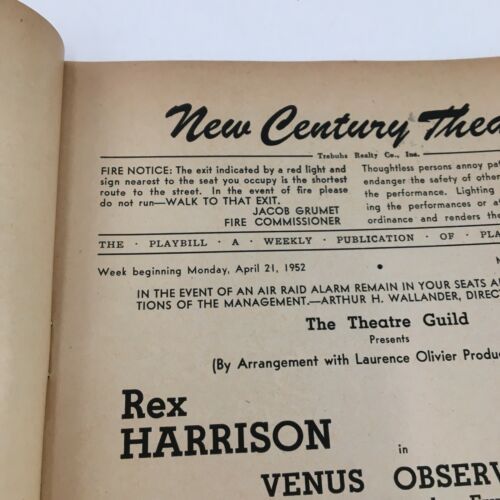 New Century Thea
Trebuhs Realty Co., Inc.
FIRE NOTICE: The exit indicated by a red light and
sign nearest to the seat you occupy is the shortest
route to the street. In the event of fire please
do not run—WALK TO THAT EXIT.
JACOB GRUMET
FIRE COMMISSIONER
Thoughtless persons annoy pat
endanger the safety of other
the performance. Lighting
ing the performances or at
ordinance and renders the
THE · PLAYBILL · A · WEEKLY · PUBLICATION · OF · PLA
Week beginning Monday, April 21, 1952 •
IN THE EVENT OF AN AIR RAID ALARM REMAIN IN YOUR SEATS A
TIONS OF THE MANAGEMENT.—ARTHUR H. WALLANDER, DIRECT
The Theatre Guild
Presents
(By Arrangement with Laurence Olivier Produc
Rex
HARRISON
in
VENUS OBSERV